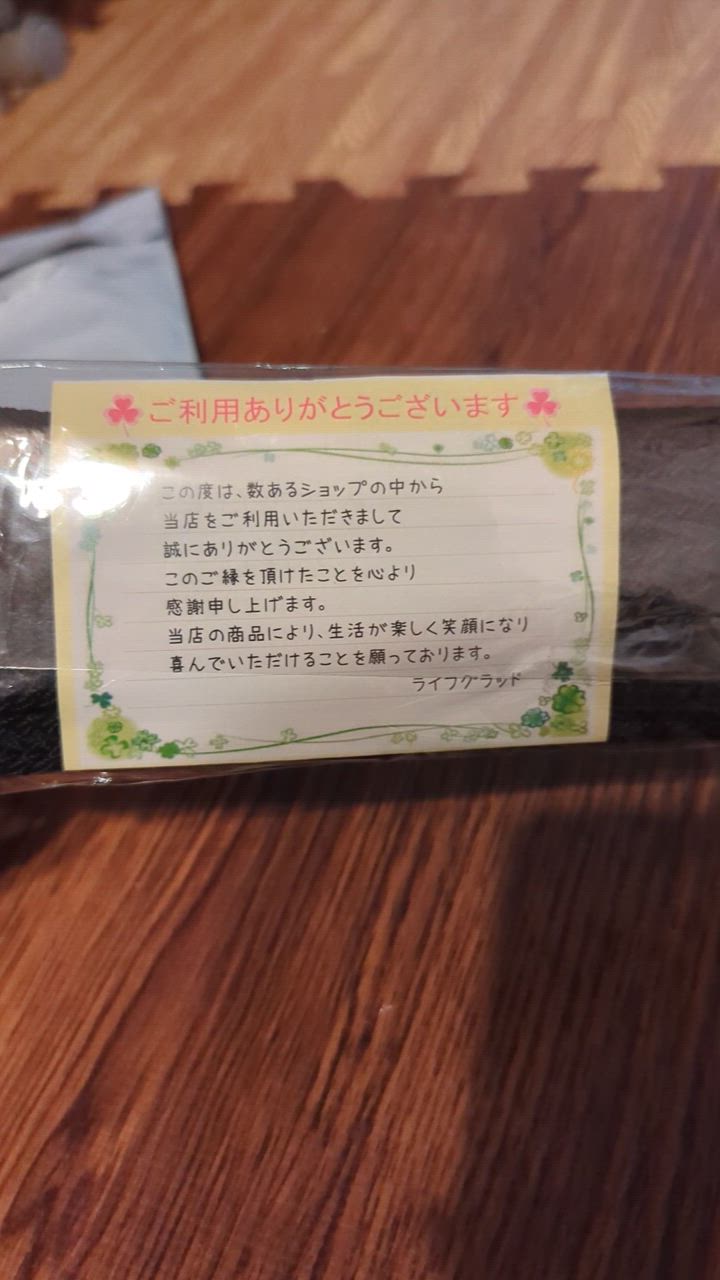 ご利用ありがとうございます
この度は、数あるショップの中から
当店をご利用いただきまして
誠にありがとうございます。
このご縁を頂けたことを心より
感謝申し上げます。
当店の商品により、生活が楽しく笑顔になり
喜んでいただけることを願っております。
ライフグラッド